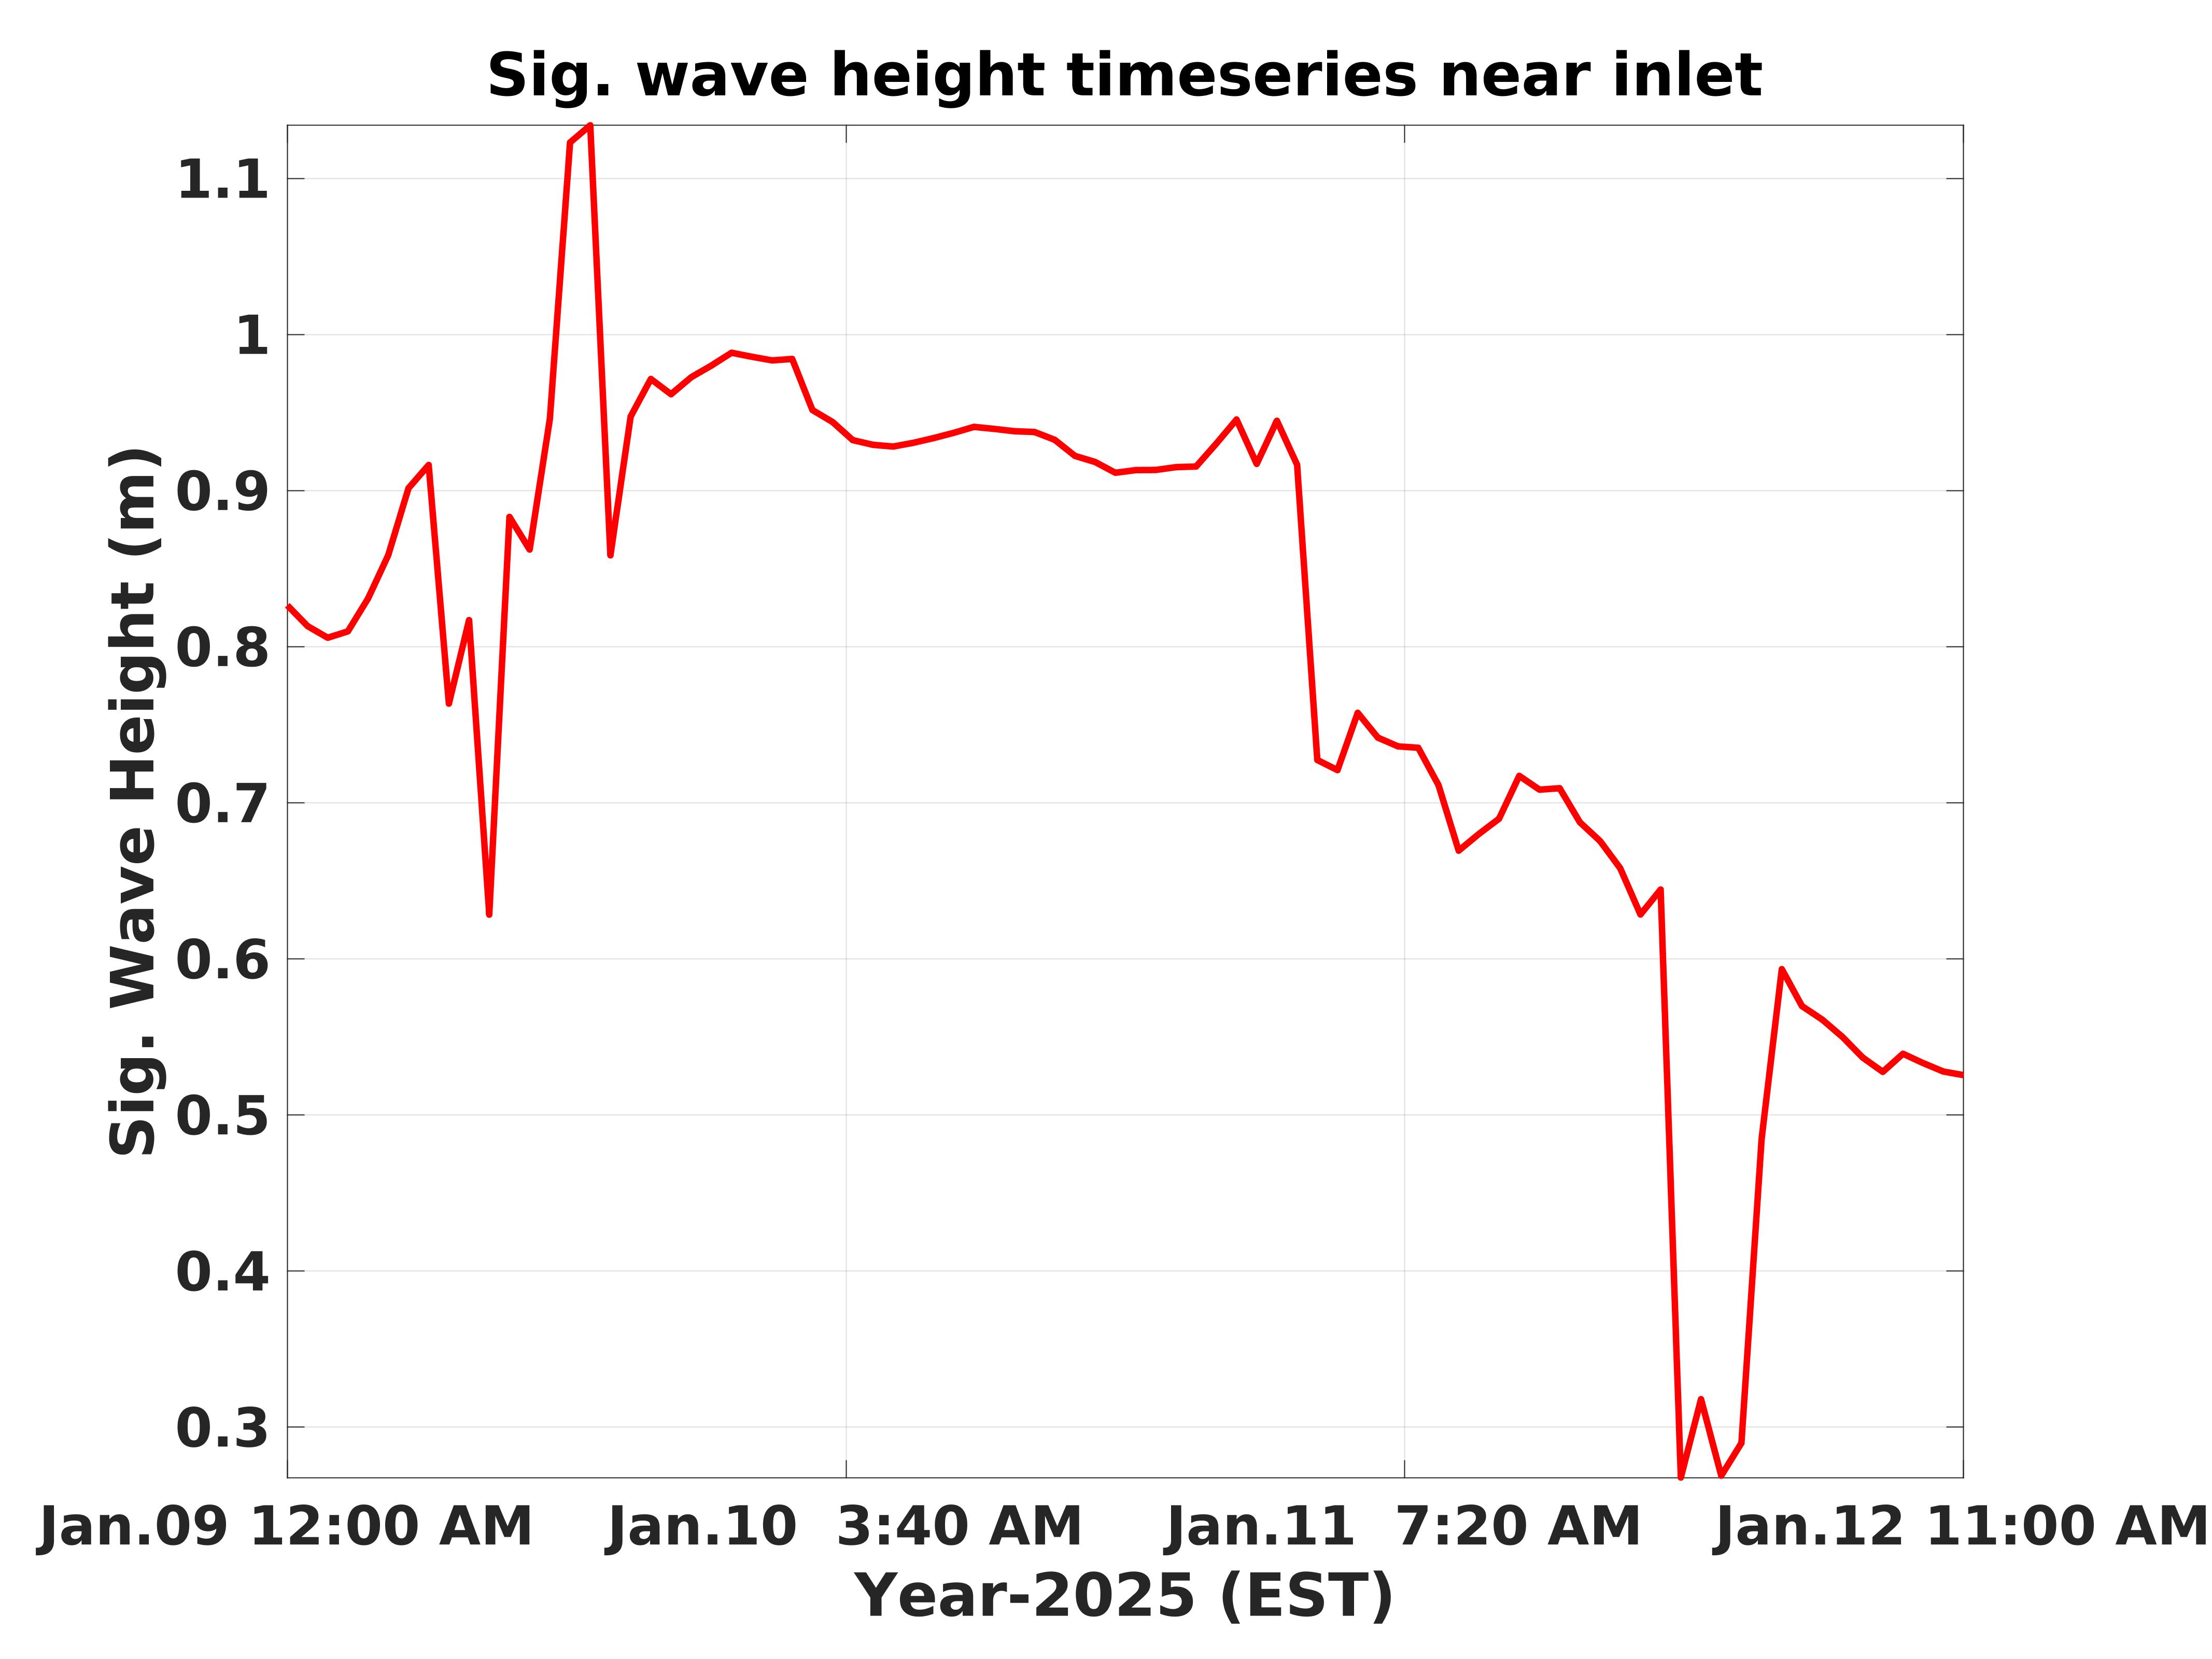 Sig. wave height timeseries near inlet
Sig. Wave Height (m)
1.1
1
0.9
0.8
0.7
0.6
0.5
0.4
0.3
Jan.09 12:00 AM Jan.10 3:40 AM Jan.11 7:20 AM Jan.12 11:00 AM
Year-2025 (EST)